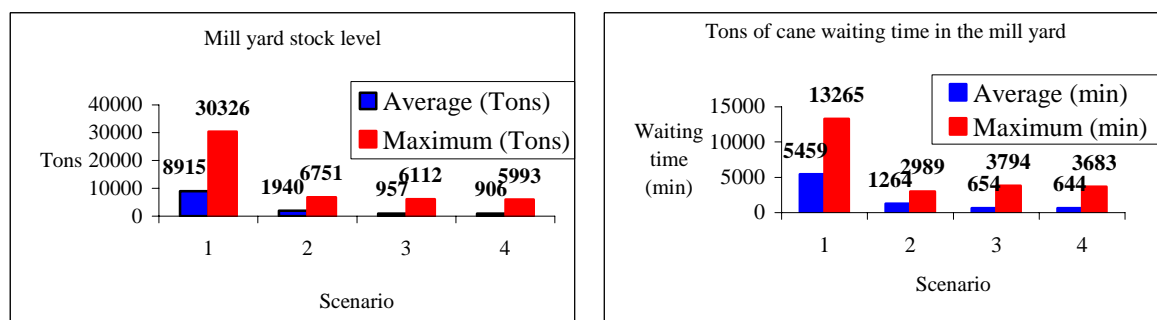 Mill yard stock level
Average (Tons)
Maximum (Tons)
Tons
40000
30000
20000
10000
0
8915
30326
1940
6751
957
6112
906
5993
1 2 3 4
Scenario
Tons of cane waiting time in the mill yard
Average (min)
Maximum (min)
Waiting
time
(min)
15000
10000
5000
0
5459
13265
1264
2989
654
3794
644
3683
1 2 3 4
Scenario